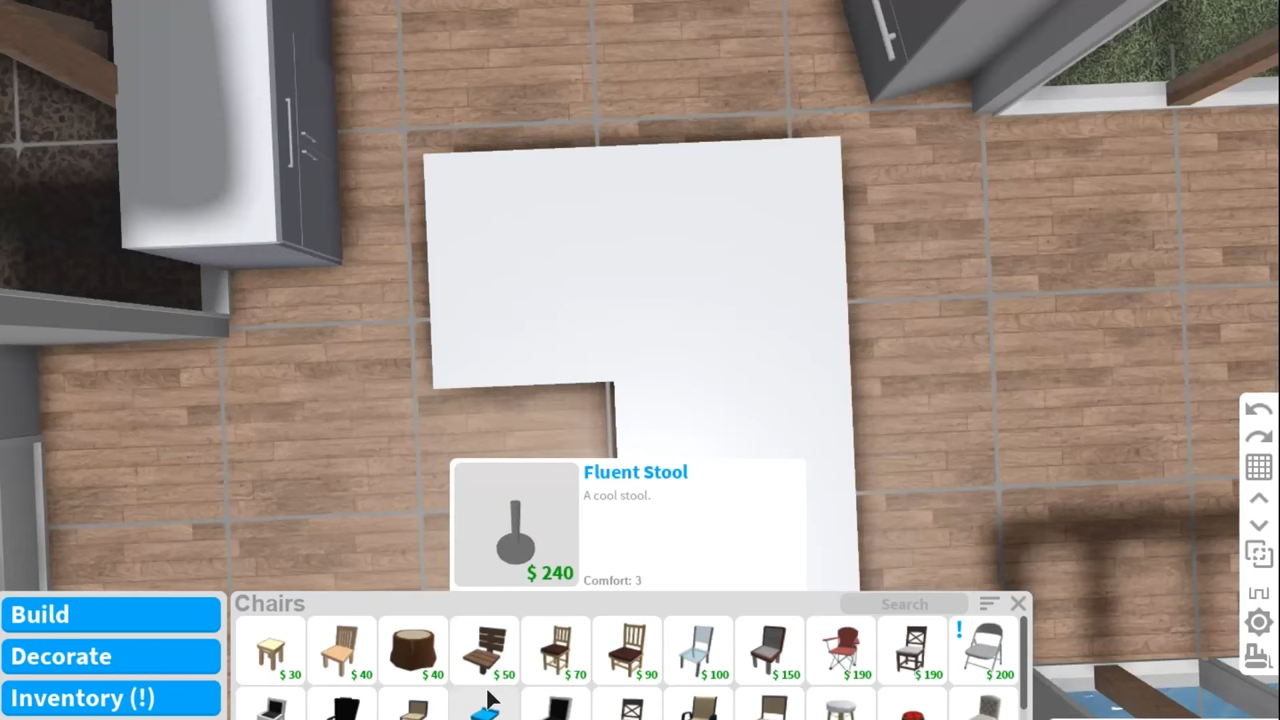 Fluent Stool
A cool stool.
$ 240
Comfort: 3
Build
Decorate
Inventory (!)
Chairs
Search
$ 30
$ 40
$ 40
$ 50
$ 70
$ 90
$ 100
$ 150
$ 190
$ 190
!
$ 200